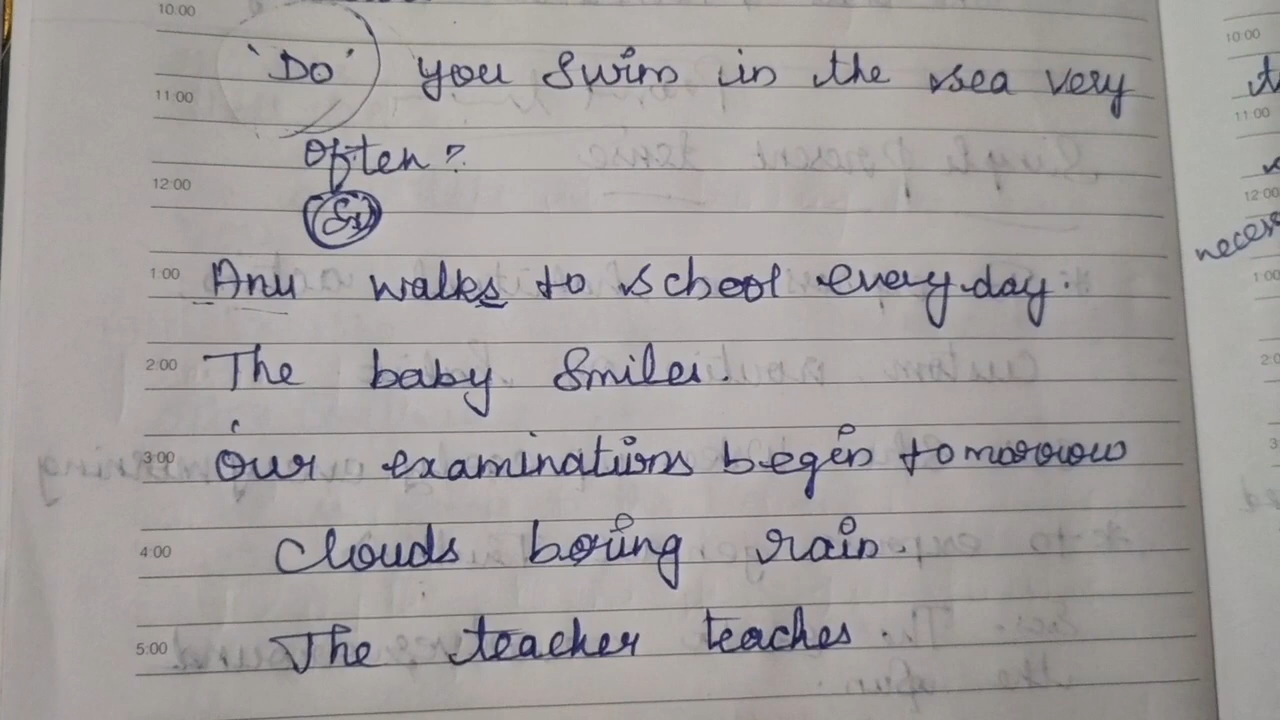 10:00
'Do' you swim in the sea very
11:00
often?
12:00
Ex
1:00 Anu walks to school every day.
2:00 The baby smiles.
3:00 Our examinations begin tomorrow
4:00 Clouds bring rain.
5:00 The teacher teaches
10:00
11:00
12:00
neces
1:00